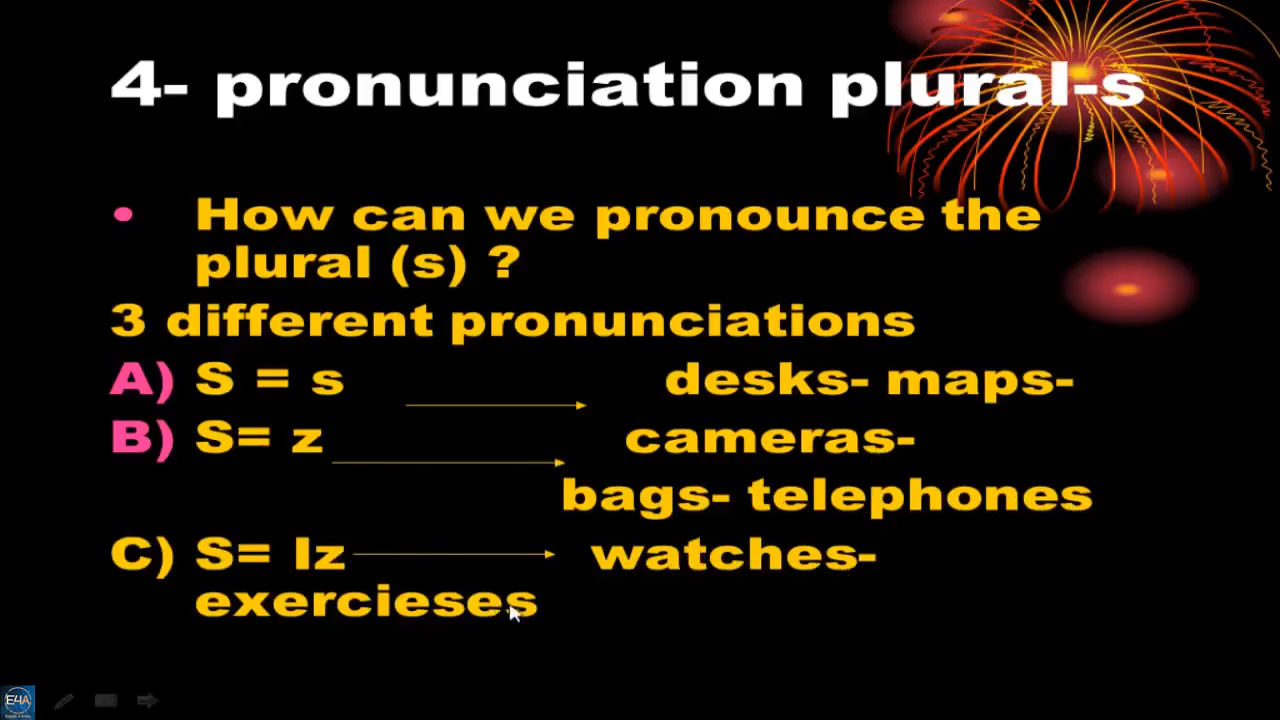 4- pronunciation plural-s
• How can we pronounce the
plural (s) ?
3 different pronunciations
A) S = s desks- maps-
B) S= z cameras-
bags- telephones
C) S= Iz watches-
exercieses
E4A